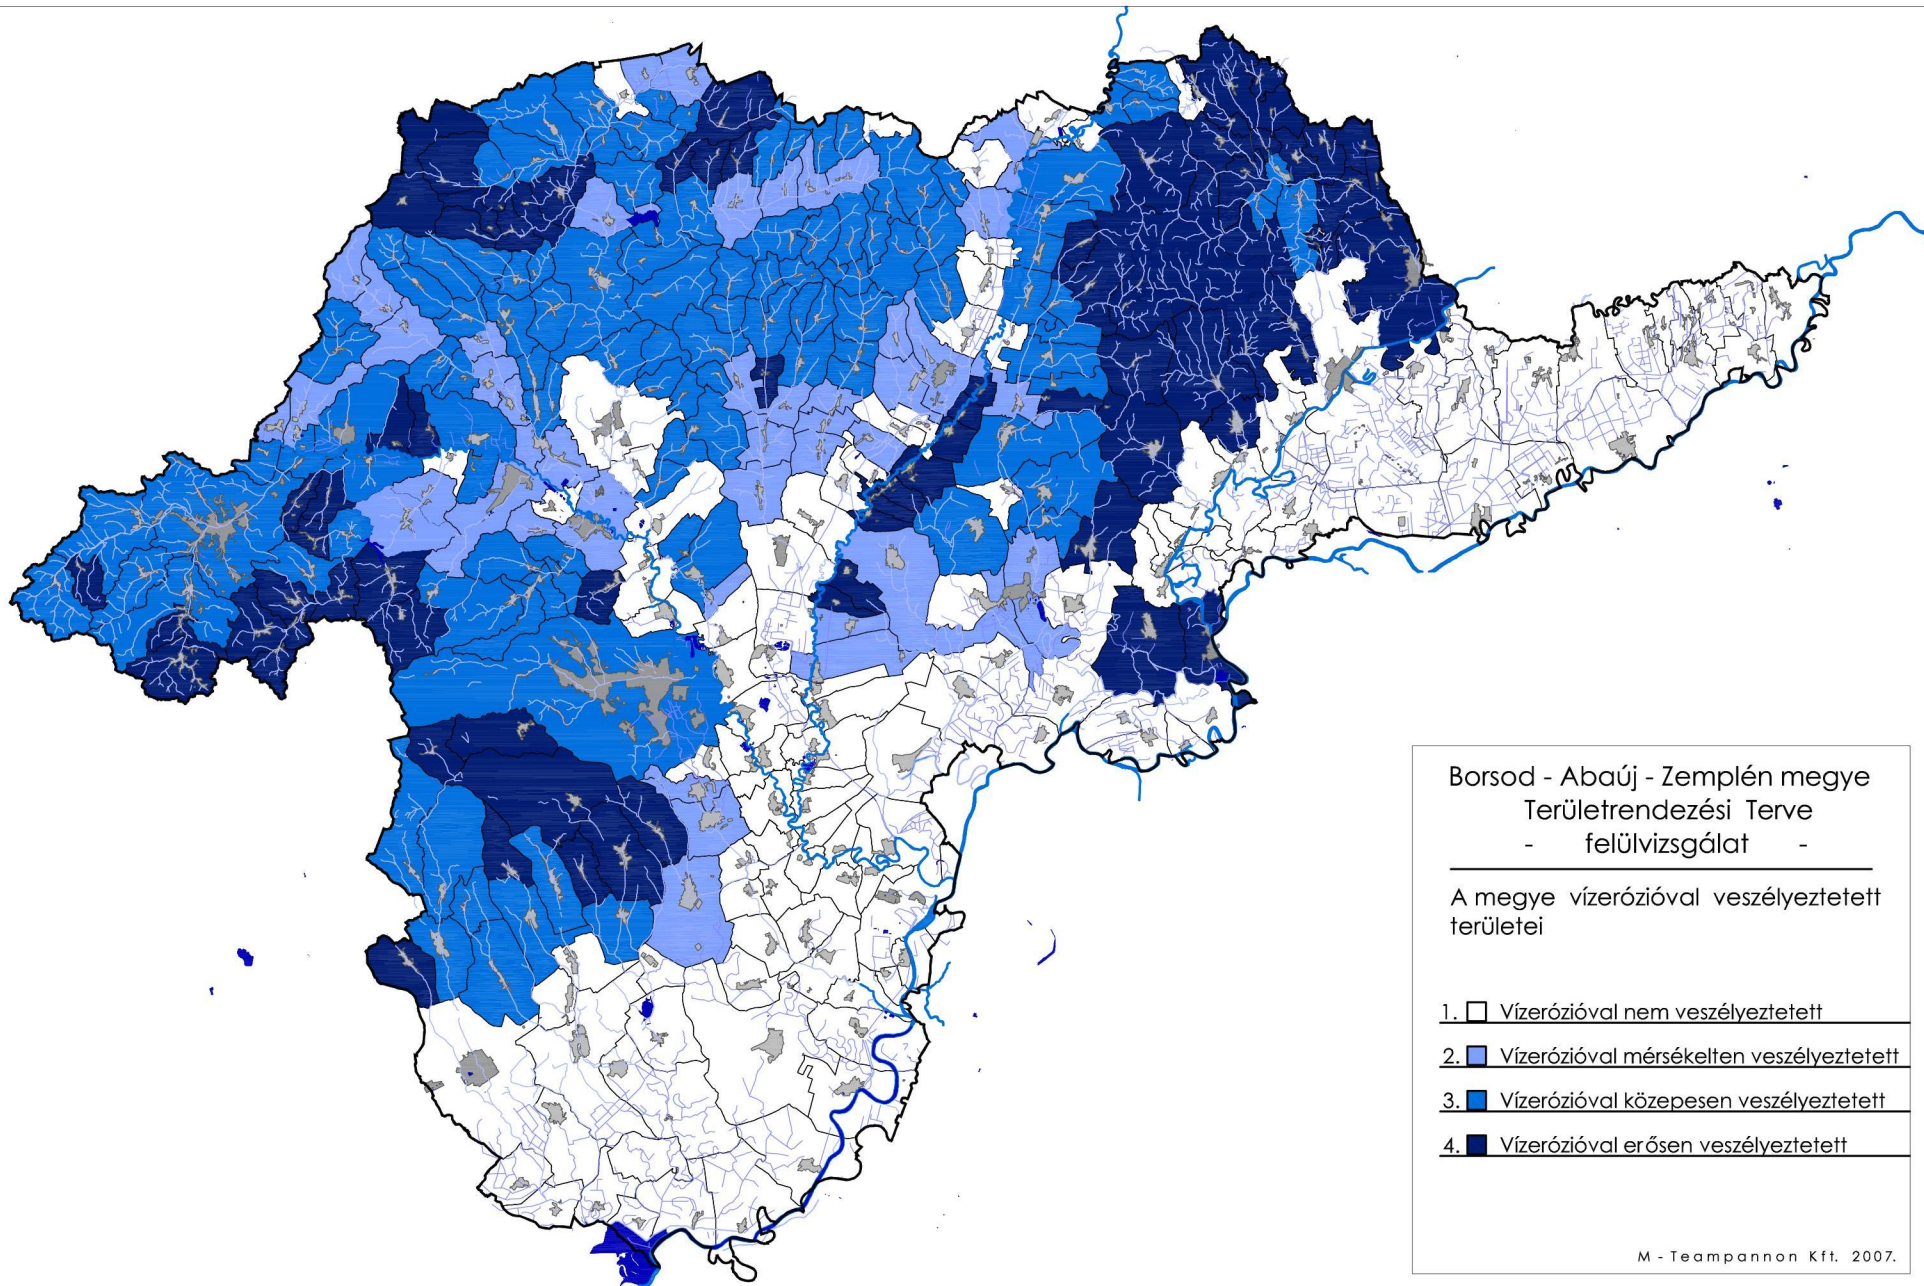 Borsod - Abaúj - Zemplén megye
Területrendezési Terve
- felülvizsgálat -
A megye vízerózióval veszélyeztetett
területei
1. Vízerózióval nem veszélyeztetett
2. Vízerózióval mérsékelten veszélyeztetett
3. Vízerózióval közepesen veszélyeztetett
4. Vízerózióval erősen veszélyeztetett
M - Teampannon Kft. 2007.